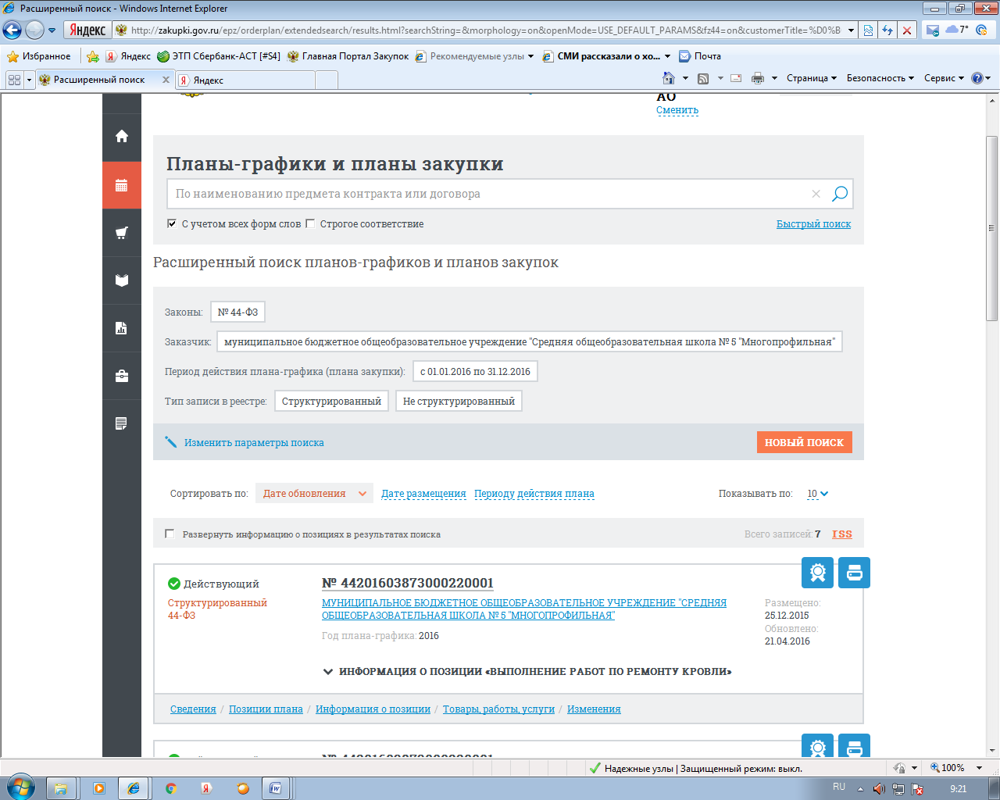 Расширенный поиск - Windows Internet Explorer
Яндекс http://zakupki.gov.ru/epz/orderplan/extendedsearch/results.html?searchString=&morphology=on&openMode=USE_DEFAULT_PARAMS&fz44=on&customerTitle=%D0%B 7°
Избранное Яндекс ЭТП Сбербанк-АСТ [#S4] Главная Портал Закупок Рекомендуемые узлы СМИ рассказали о хо... Почта
Расширенный поиск Яндекс Страница Безопасность Сервис
АО
Сменить
Планы-графики и планы закупки
По наименованию предмета контракта или договора
С учетом всех форм слов Строгое соответствие Быстрый поиск
Расширенный поиск планов-графиков и планов закупок
Законы: № 44-ФЗ
Заказчик: муниципальное бюджетное общеобразовательное учреждение "Средняя общеобразовательная школа № 5 "Многопрофильная"
Период действия плана-графика (плана закупки): с 01.01.2016 по 31.12.2016
Тип записи в реестре: Структурированный Не структурированный
Изменить параметры поиска НОВЫЙ ПОИСК
Сортировать по: Дате обновления Дате размещения Периоду действия плана Показывать по: 10
Развернуть информацию о позициях в результатах поиска Всего записей: 7 RSS
Действующий № 44201603873000220001
Структурированный МУНИЦИПАЛЬНОЕ БЮДЖЕТНОЕ ОБЩЕОБРАЗОВАТЕЛЬНОЕ УЧРЕЖДЕНИЕ "СРЕДНЯЯ Размещено:
44-ФЗ ОБЩЕОБРАЗОВАТЕЛЬНАЯ ШКОЛА № 5 "МНОГОПРОФИЛЬНАЯ" 25.12.2015
Год плана-графика: 2016 Обновлено:
21.04.2016
ИНФОРМАЦИЯ О ПОЗИЦИИ «ВЫПОЛНЕНИЕ РАБОТ ПО РЕМОНТУ КРОВЛИ»
Сведения / Позиции плана / Информация о позиции / Товары, работы, услуги / Изменения
Надежные узлы | Защищенный режим: выкл. 100%
RU 9:21